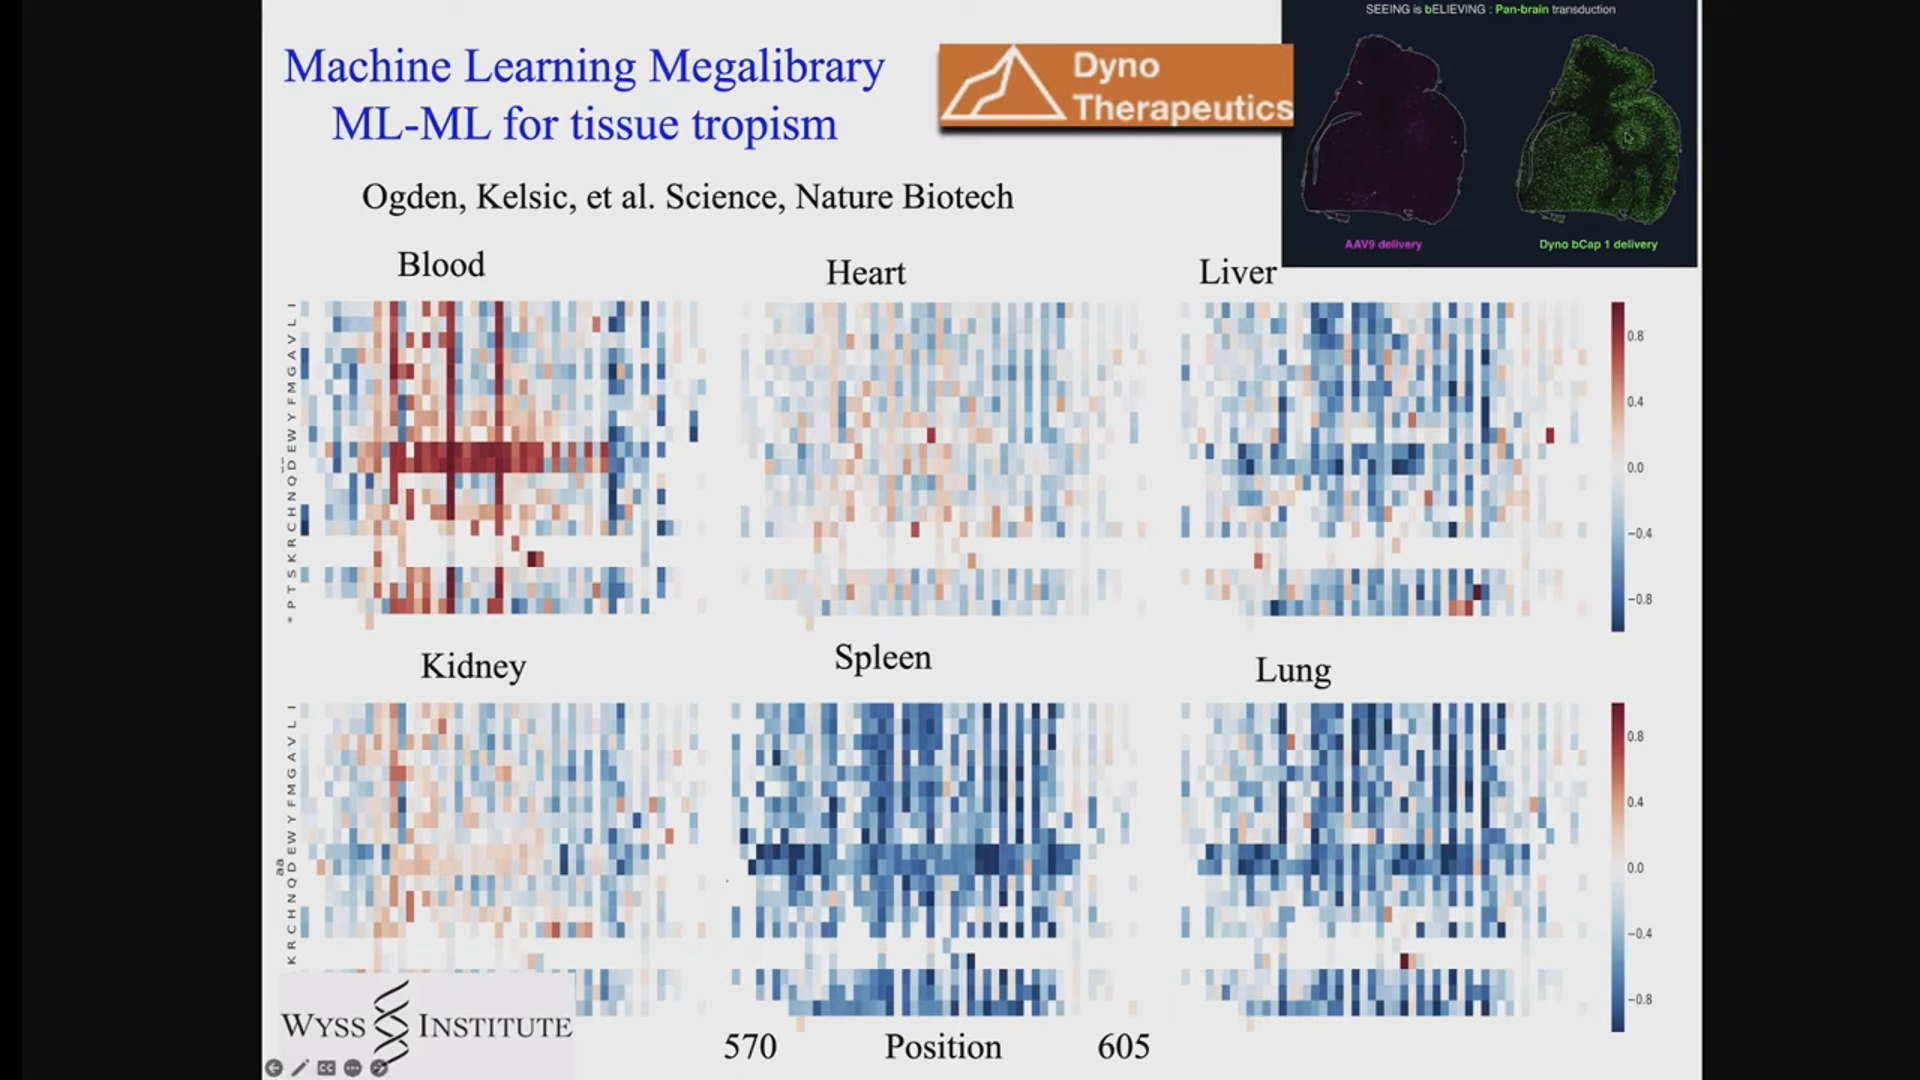 SEEING is bELIEVING : Pan-brain transduction
Machine Learning Megalibrary
ML-ML for tissue tropism
Dyno
Therapeutics
Ogden, Kelsic, et al. Science, Nature Biotech
AAV9 delivery
Dyno bCap 1 delivery
Blood
Heart
Liver
* P T S K R C H N Q D E W Y F M G A V L I
0.8
0.4
0.0
−0.4
−0.8
Kidney
Spleen
Lung
aa
K R C H N Q D E W Y F M G A V L I
0.8
0.4
0.0
−0.4
−0.8
WYSS INSTITUTE
570
Position
605
CC